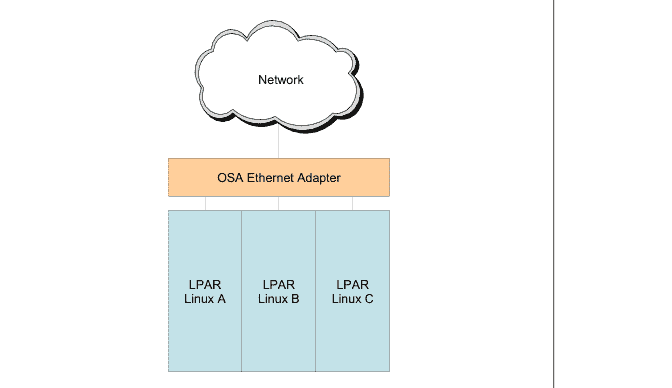 Network
OSA Ethernet Adapter
LPAR
Linux A
LPAR
Linux B
LPAR
Linux C